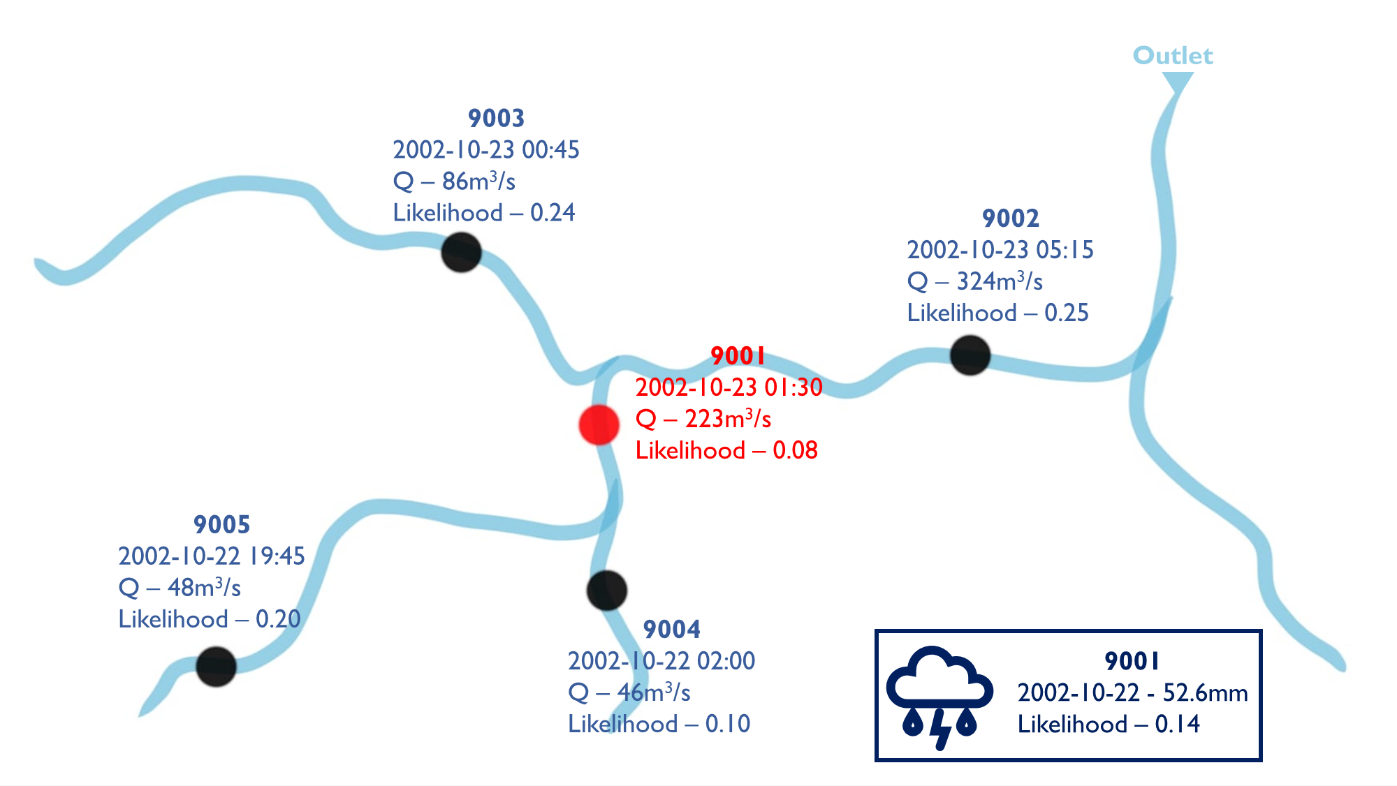 Outlet
9003
2002-10-23 00:45
Q – 86m³/s
Likelihood – 0.24
9002
2002-10-23 05:15
Q – 324m³/s
Likelihood – 0.25
9001
2002-10-23 01:30
Q – 223m³/s
Likelihood – 0.08
9005
2002-10-22 19:45
Q – 48m³/s
Likelihood – 0.20
9004
2002-10-22 02:00
Q – 46m³/s
Likelihood – 0.10
9001
2002-10-22 - 52.6mm
Likelihood – 0.14